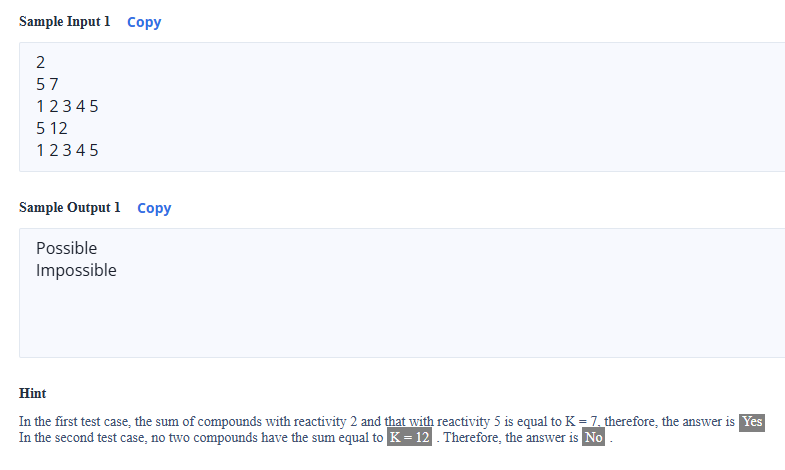 Sample Input 1 Copy
2
5 7
1 2 3 4 5
5 12
1 2 3 4 5
Sample Output 1 Copy
Possible
Impossible
Hint
In the first test case, the sum of compounds with reactivity 2 and that with reactivity 5 is equal to K = 7, therefore, the answer is Yes
In the second test case, no two compounds have the sum equal to K = 12 . Therefore, the answer is No .